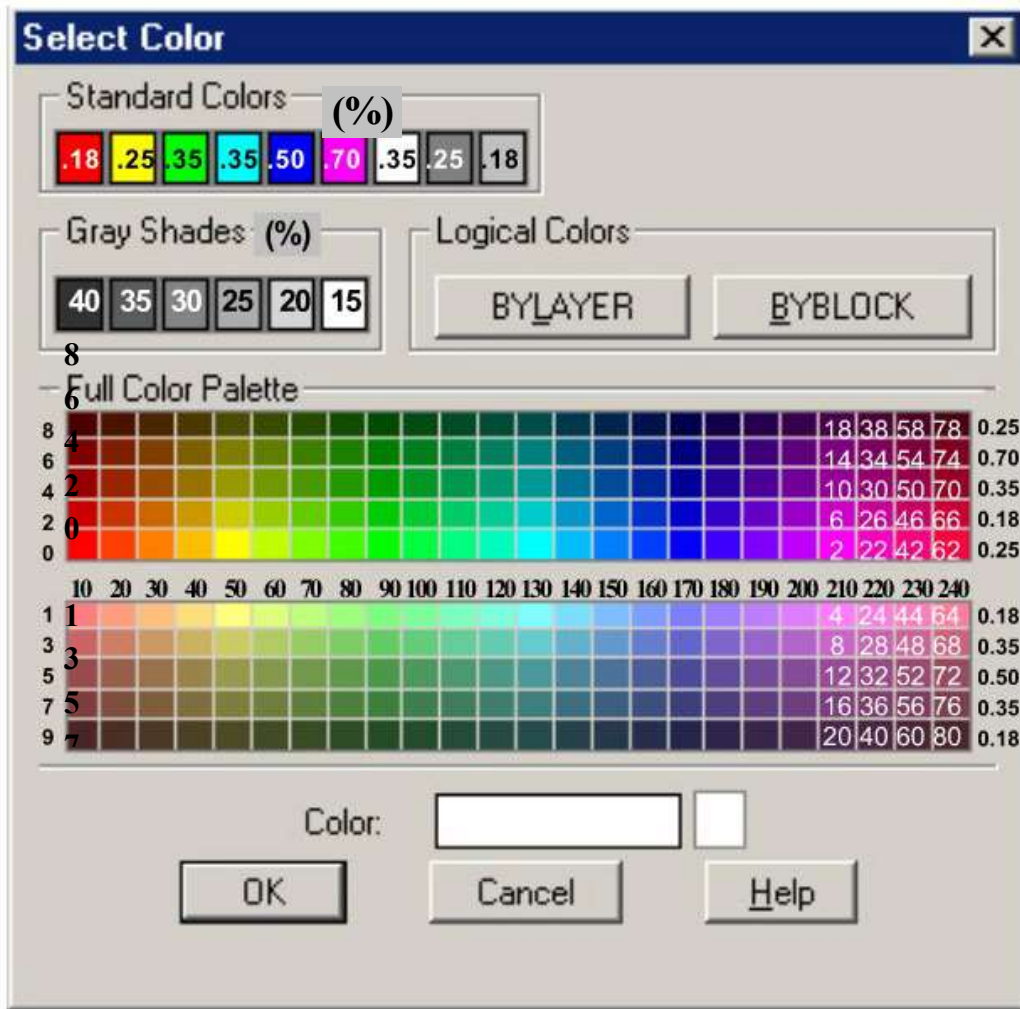 Select Color
Standard Colors (%)
.18 .25 .35 .35 .50 .70 .35 .25 .18
Gray Shades (%) Logical Colors
40 35 30 25 20 15 BYLAYER BYBLOCK
8
Full Color Palette
6
8 18 38 58 78 0.25
4
6 14 34 54 74 0.70
4 2 10 30 50 70 0.35
2 0 6 26 46 66 0.18
0 2 22 42 62 0.25
10 20 30 40 50 60 70 80 90 100 110 120 130 140 150 160 170 180 190 200 210 220 230 240
1 1 4 24 44 64 0.18
3 8 28 48 68 0.35
3
5 12 32 52 72 0.50
7 5 16 36 56 76 0.35
9 7 20 40 60 80 0.18
Color:
OK Cancel Help